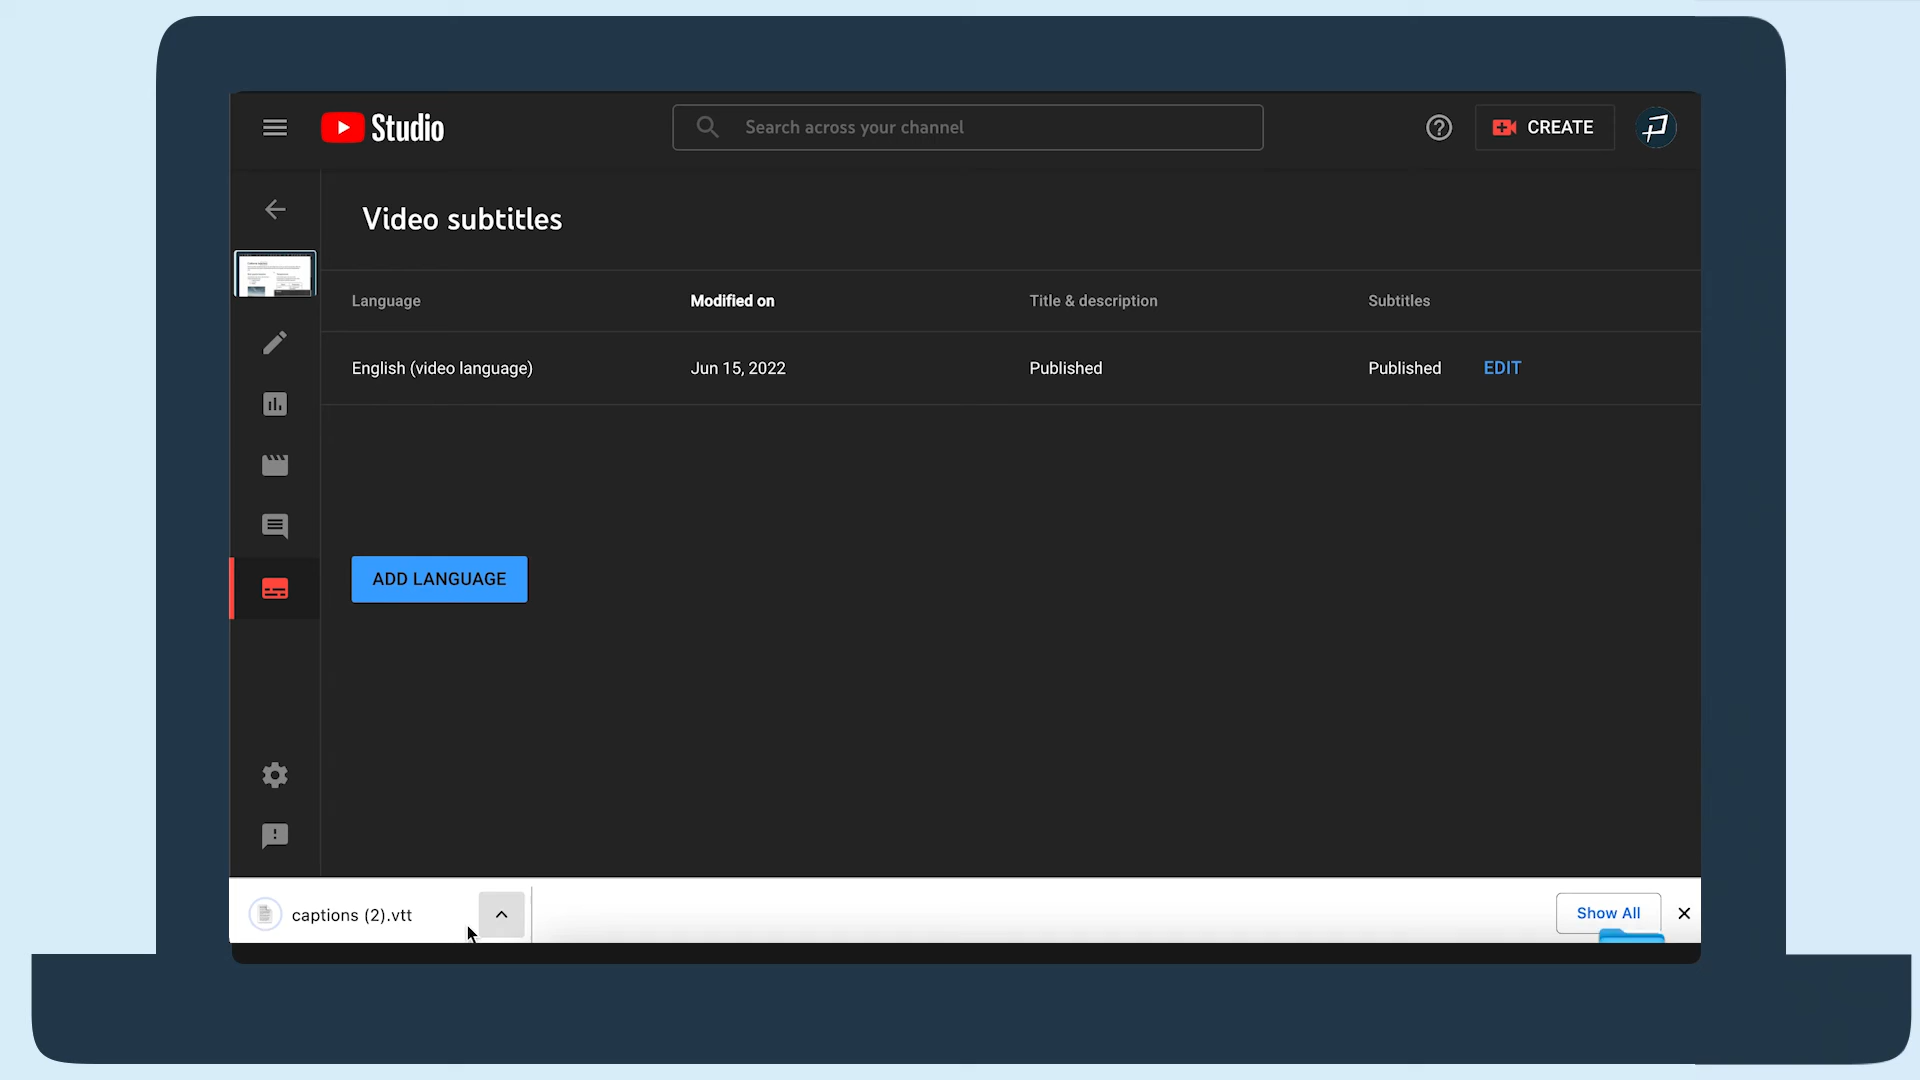 Studio
Search across your channel
CREATE
Video subtitles
Language Modified on Title & description Subtitles
English (video language) Jun 15, 2022 Published Published EDIT
ADD LANGUAGE
captions (2).vtt
Show All